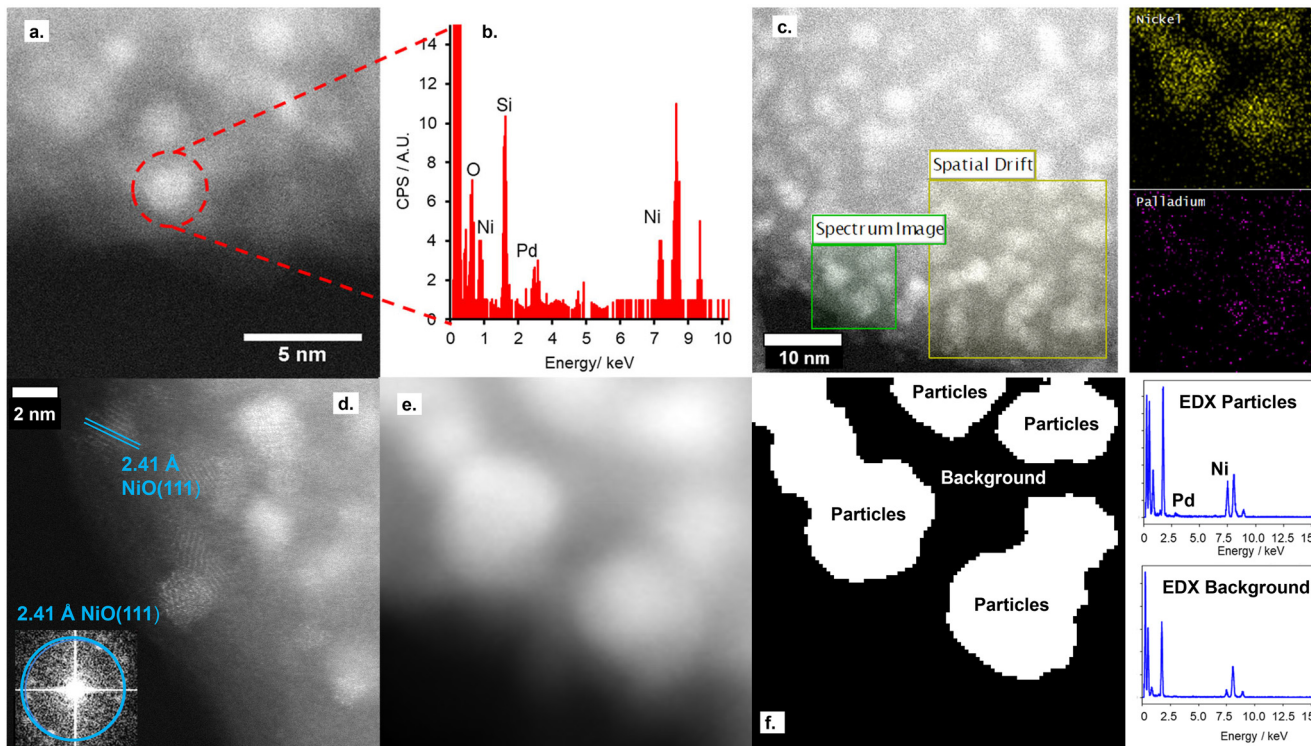 a.
5 nm
b.
CPS / A.U.
14
12
10
8
6
4
2
0
O
Ni
Si
Pd
Ni
0 1 2 3 4 5 6 7 8 9 10
Energy/ keV
c.
Spatial Drift
Spectrum Image
10 nm
Nickel
Palladium
2 nm
d.
2.41 Å
NiO(111)
2.41 Å NiO(111)
e.
Particles
Particles
Background
Particles
Particles
f.
EDX Particles
Ni
Pd
0 2.5 5.0 7.5 10.0 12.5 15
Energy / keV
EDX Background
0 2.5 5.0 7.5 10.0 12.5 15
Energy / keV